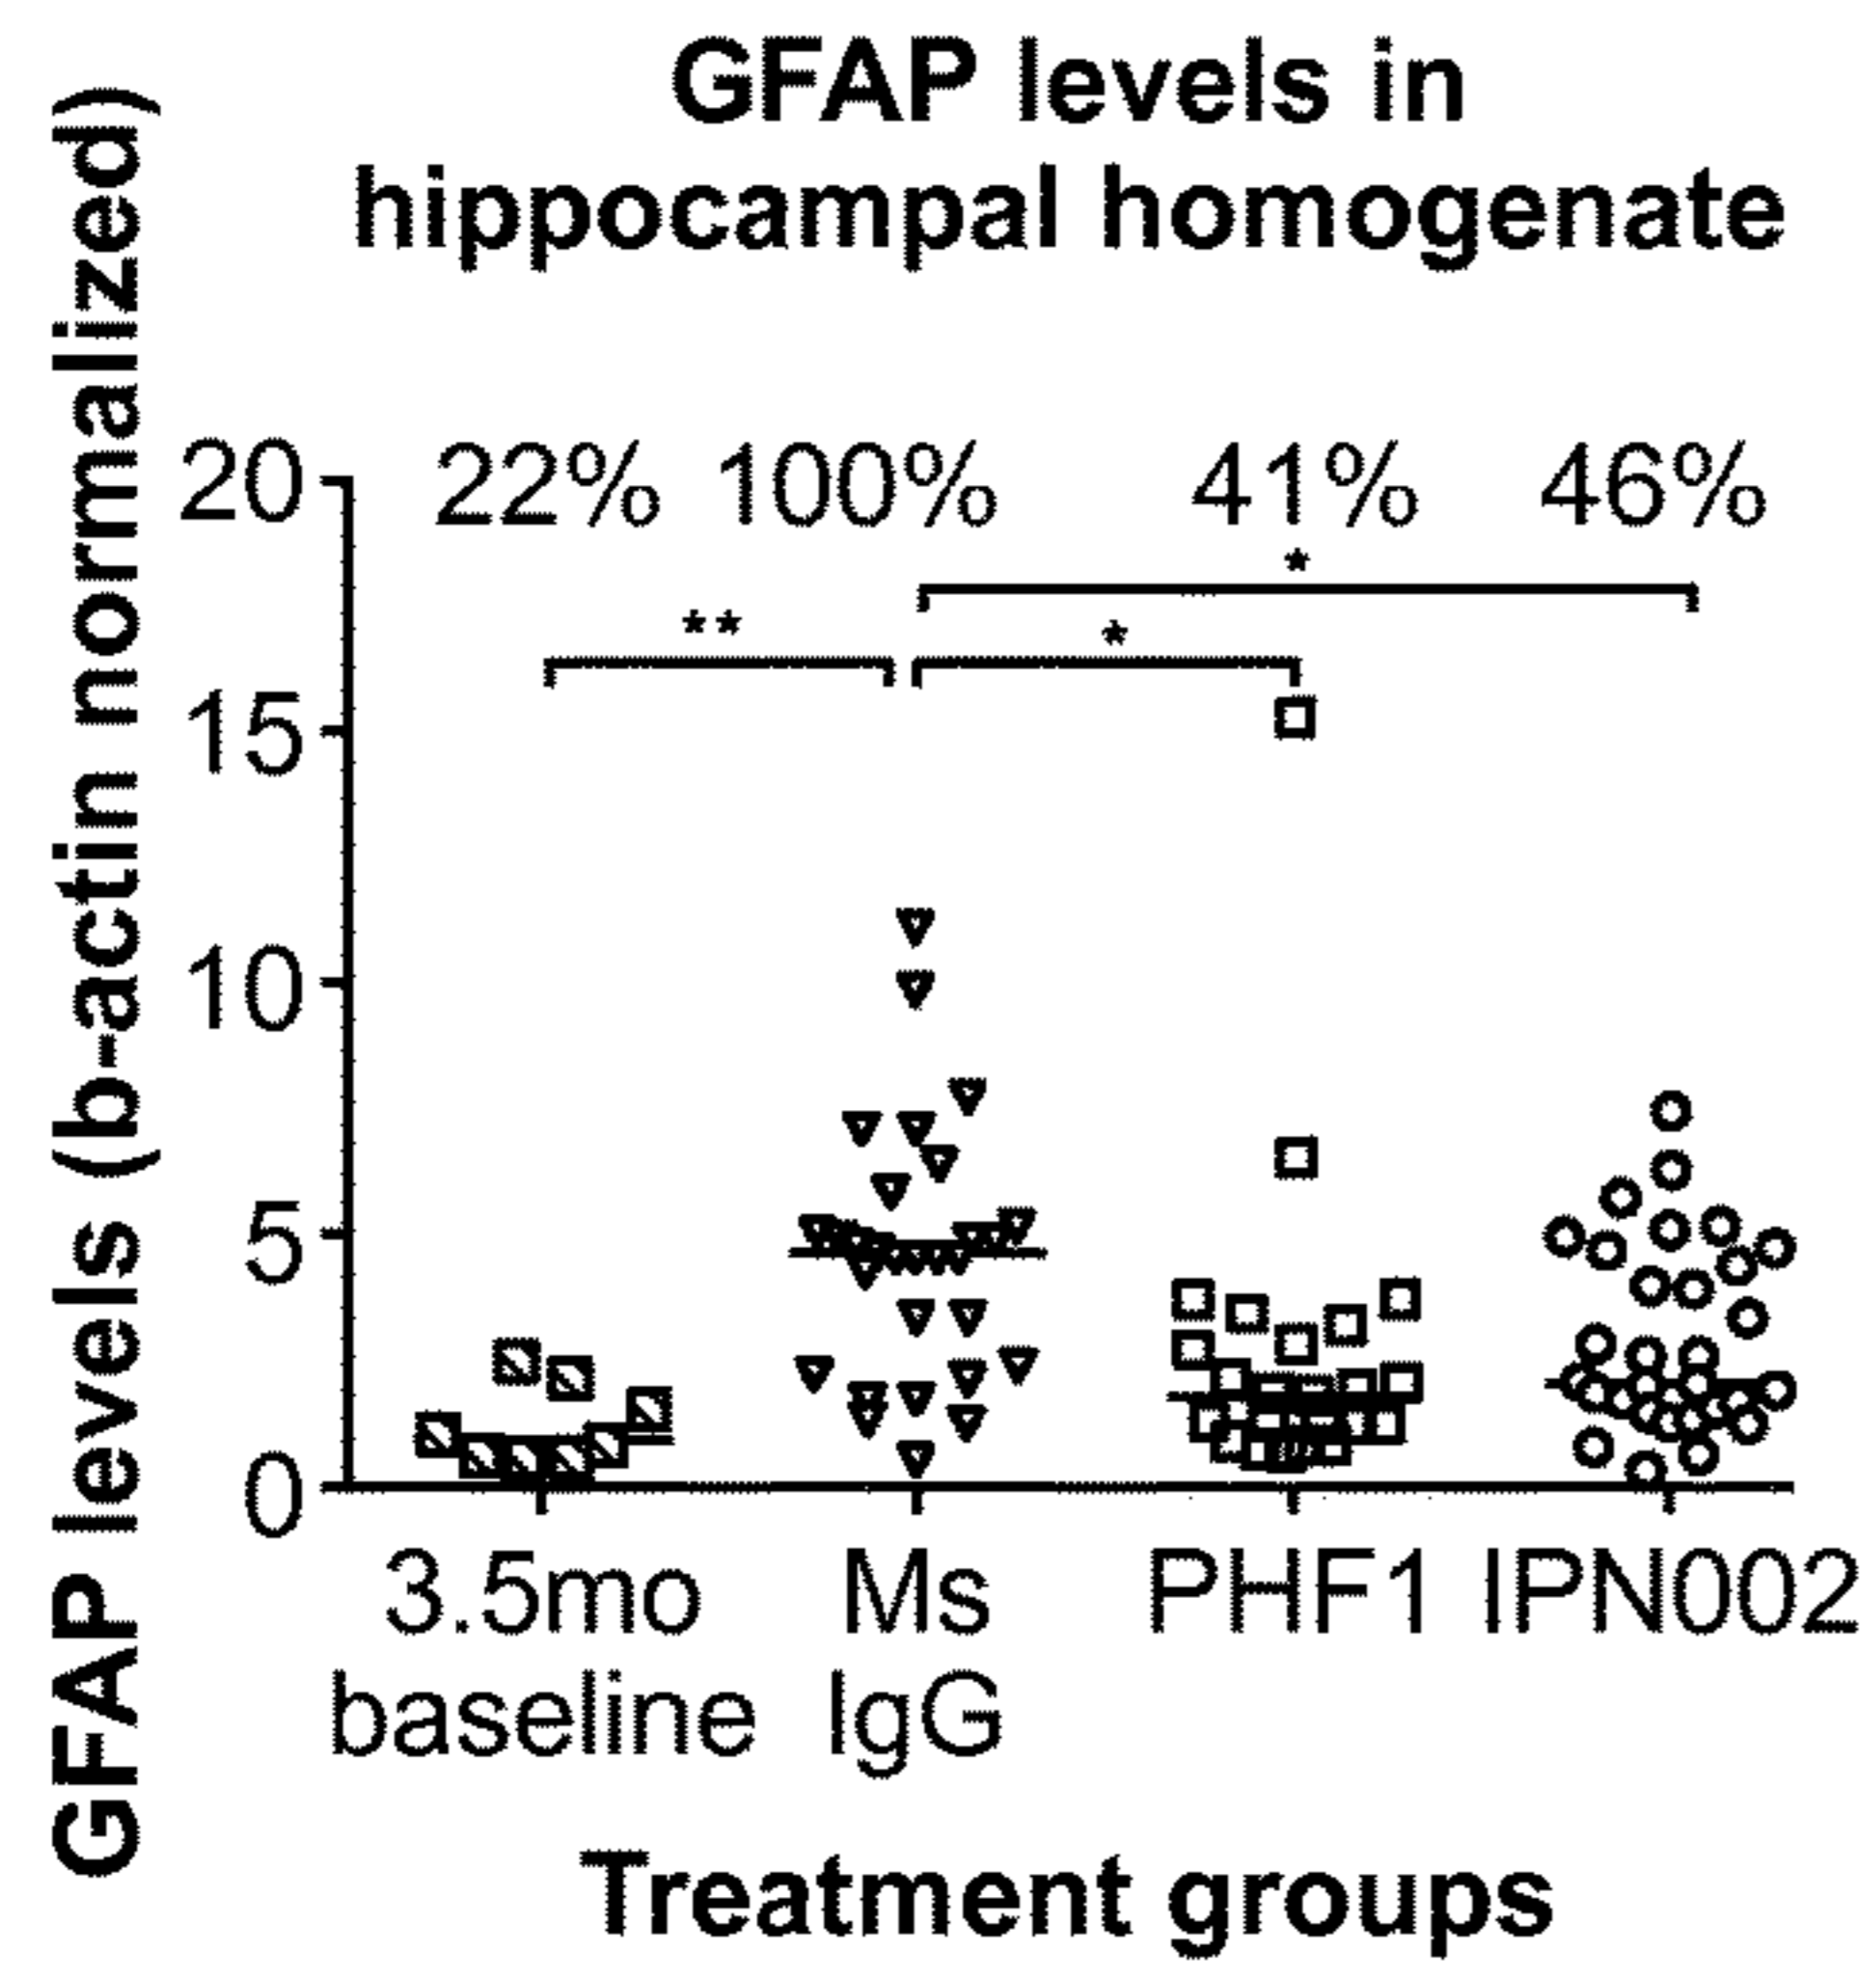 GFAP levels in
hippocampal homogenate
GFAP levels (b-actin normalized)
20
15
10
5
0
22% 100% 41% 46%
*
** *
3.5mo Ms PHF1 IPN002
baseline IgG
Treatment groups